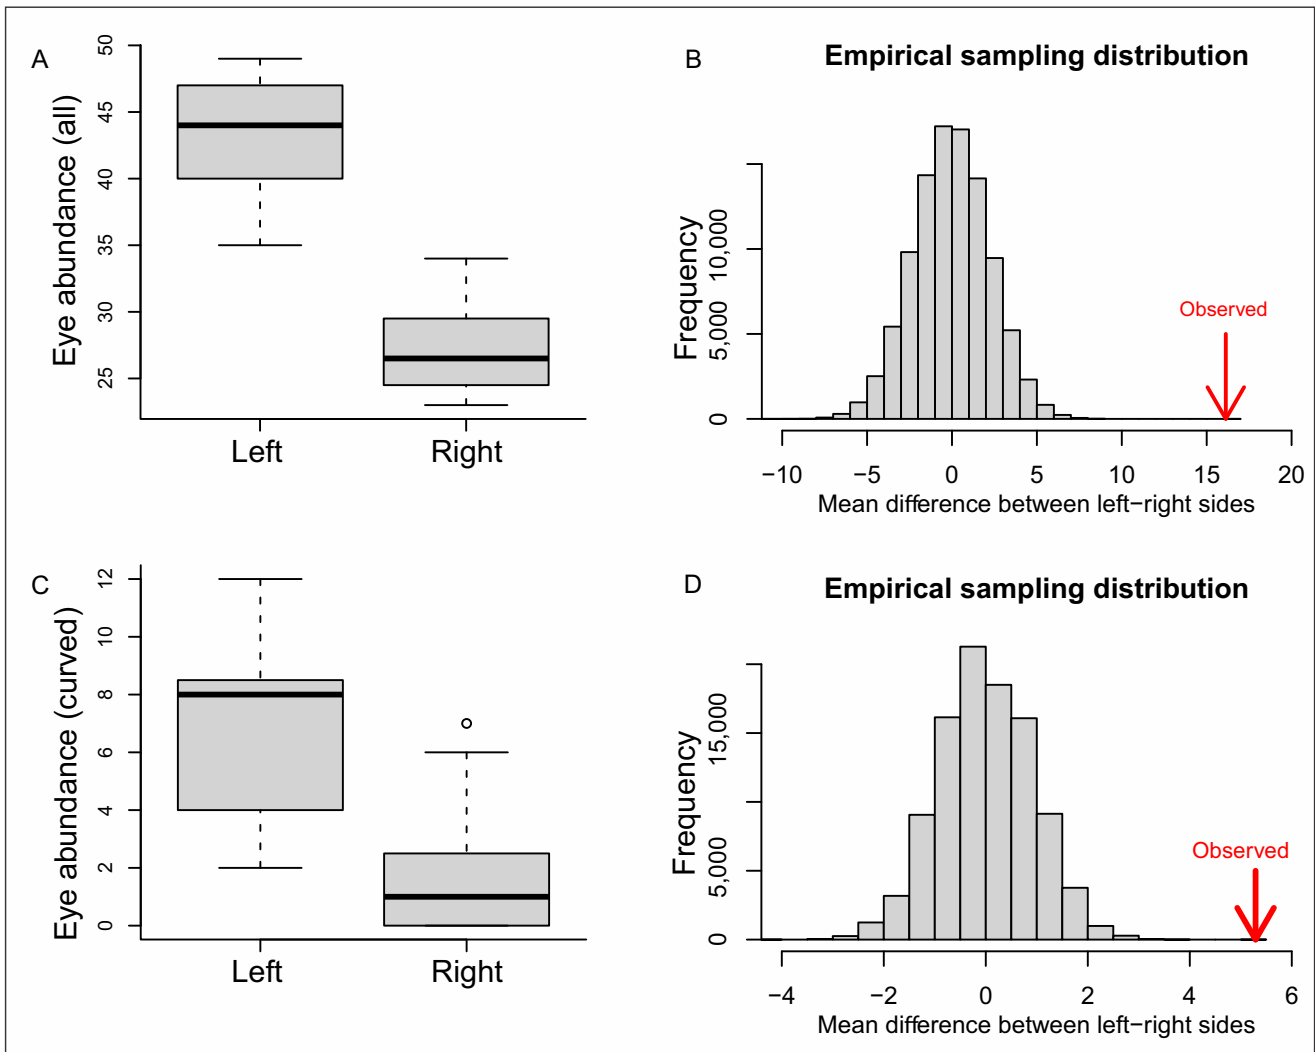 A
Eye abundance (all)
50
45
40
35
30
25
Left Right
B
Empirical sampling distribution
Frequency
10,000
5,000
0
Observed
−10 −5 0 5 10 15 20
Mean difference between left−right sides
C
Eye abundance (curved)
12
10
8
6
4
2
0
Left Right
D
Empirical sampling distribution
Frequency
15,000
5,000
0
Observed
−4 −2 0 2 4 6
Mean difference between left−right sides